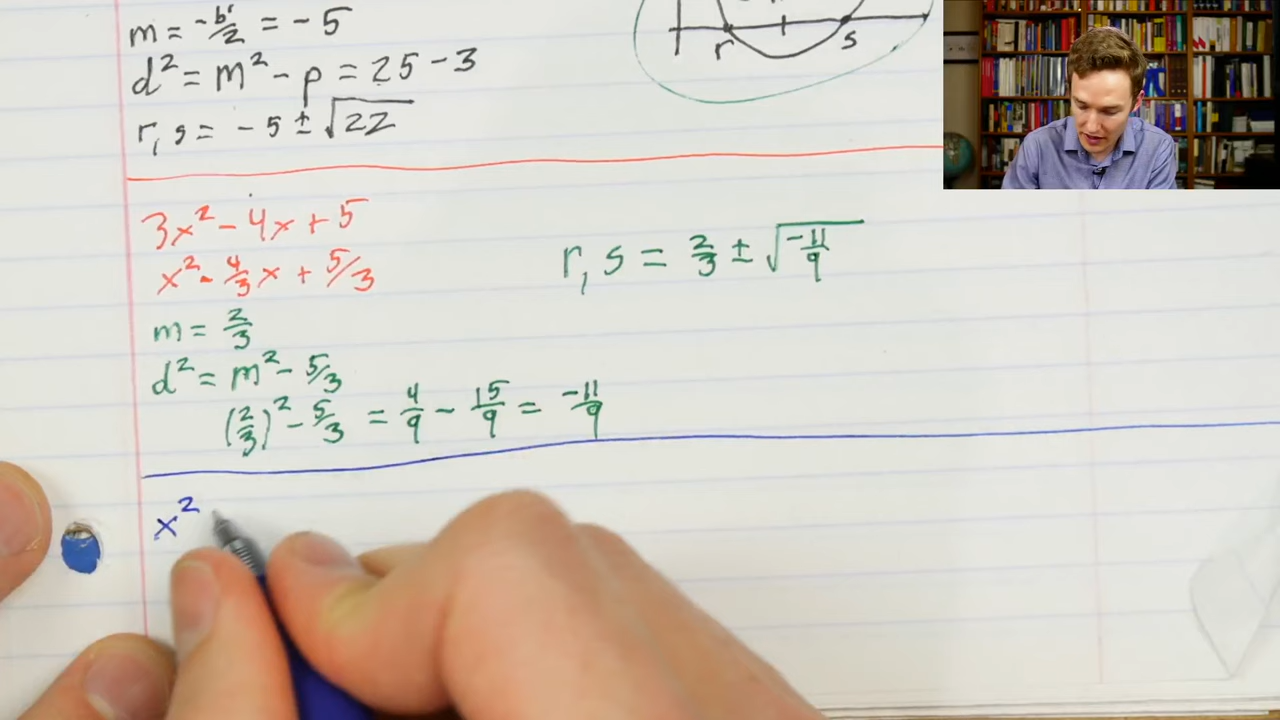 m = -b'/2 = -5
d² = m² - p = 25 - 3
r, s = -5 ± √22
r s
3x² - 4x + 5
x² - 4/3 x + 5/3
r, s = 2/3 ± √-11/9
m = 2/3
d² = m² - 5/3
(2/3)² - 5/3 = 4/9 - 15/9 = -11/9
x²